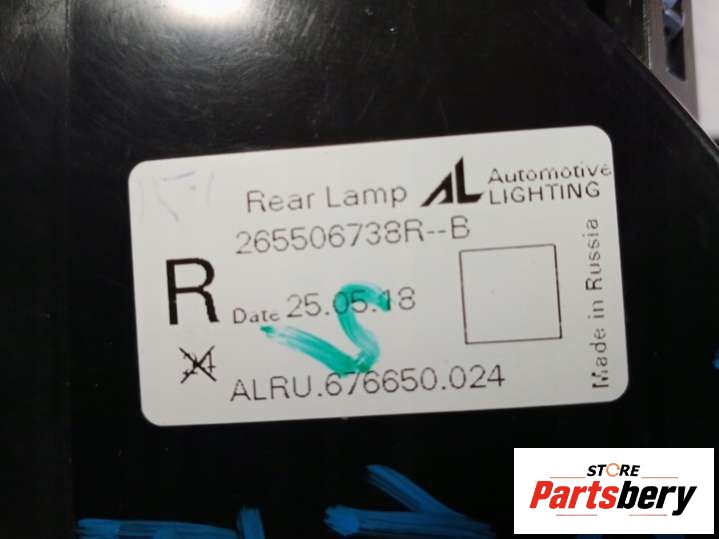 Rear Lamp AL Automotive LIGHTING
265506738R--B
R
Date 25.05.18
ALRU.676650.024
Made in Russia
STORE
Partsbery